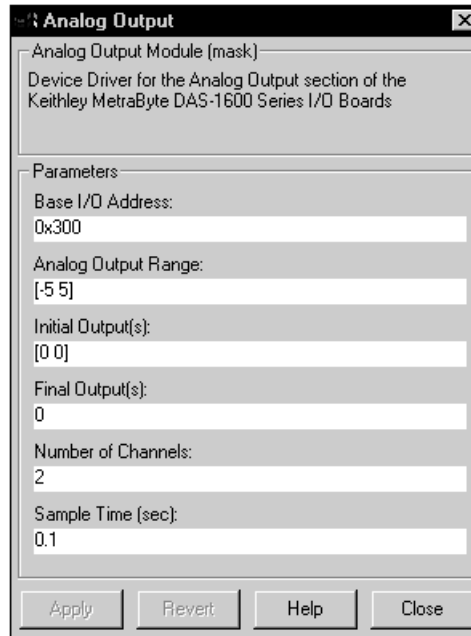 Analog Output
Analog Output Module (mask)
Device Driver for the Analog Output section of the
Keithley MetraByte DAS-1600 Series I/O Boards
Parameters
Base I/O Address:
0x300
Analog Output Range:
[-5 5]
Initial Output(s):
[0 0]
Final Output(s):
0
Number of Channels:
2
Sample Time (sec):
0.1
Apply Revert Help Close